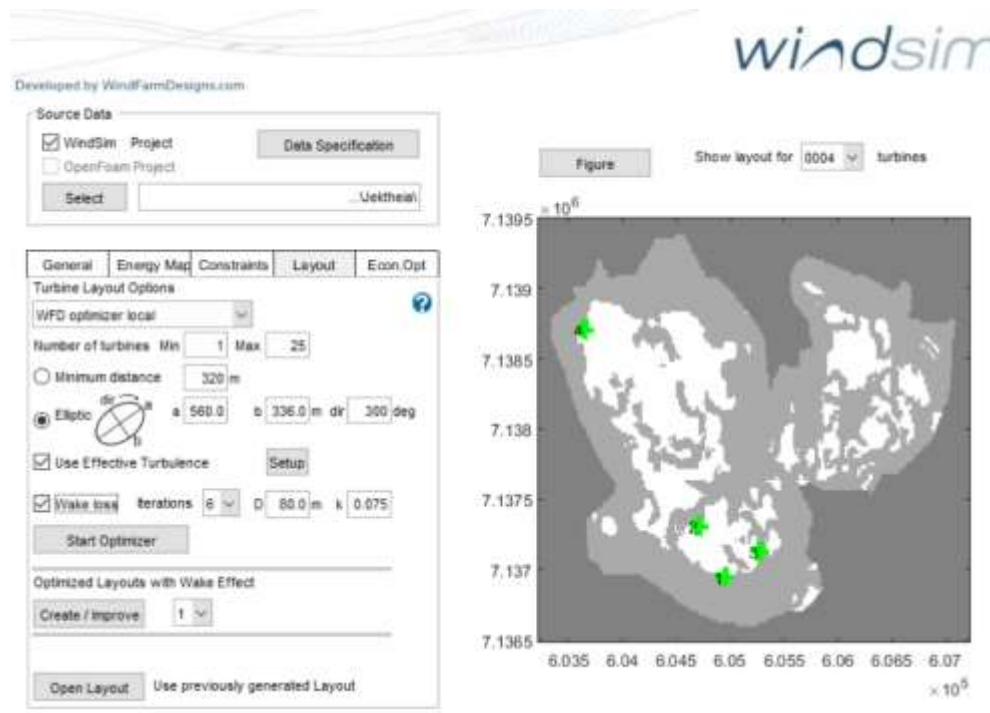 windsim
Developed by WindFarmDesigns.com
Source Data
WindSim Project
Data Specification
OpenFoam Project
Select
General Energy Map Constraints Layout Econ.Opt
Turbine Layout Options
?
WFD optimizer local
Number of turbines Min 1 Max 25
Minimum distance 320 m
dir a
Elliptic a 560.0 b 336.0 m dir 300 deg
b
Use Effective Turbulence Setup
Wake loss Iterations 6 D 80.0 m k 0.075
Start Optimizer
Optimized Layouts with Wake Effect
Create / Improve 1
Open Layout Use previously generated Layout
Figure Show layout for 0004 turbines
× 10⁶
7.1395
7.139
4
7.1385
7.138
7.1375
2
3
7.137
1
7.1365
6.035 6.04 6.045 6.05 6.055 6.06 6.065 6.07
× 10⁵